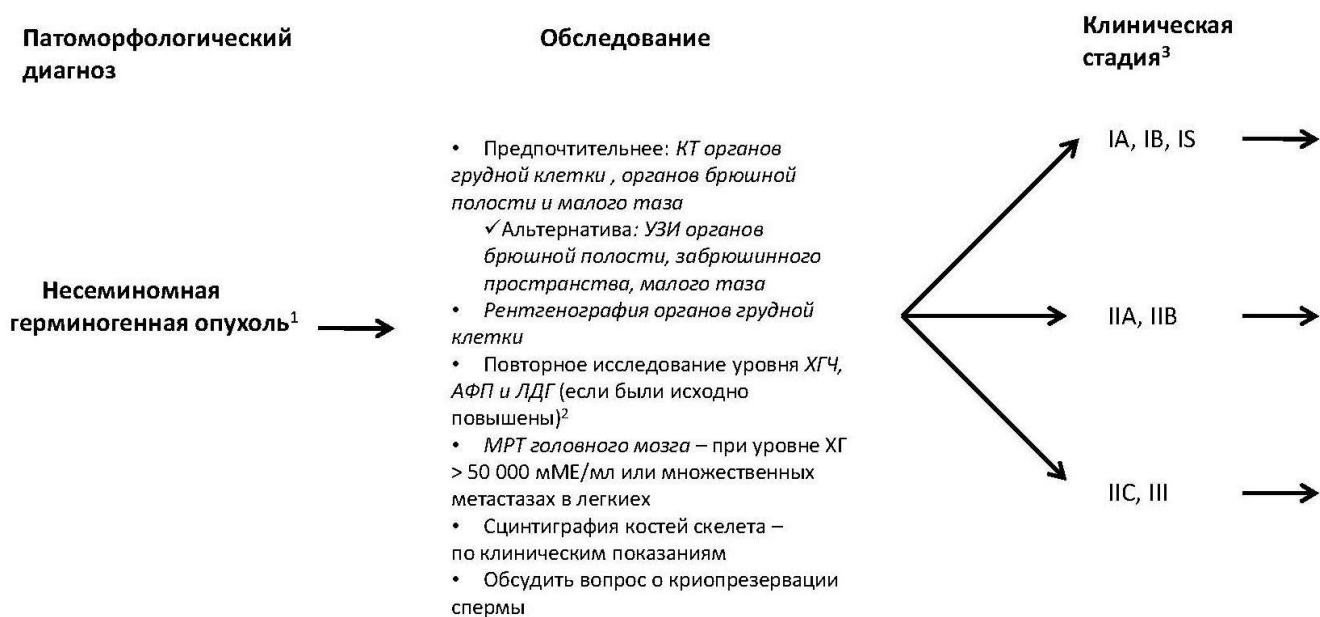 Патоморфологический
диагноз
Обследование
Клиническая
стадия³
Несеминомная
герминогенная опухоль¹
• Предпочтительнее: КТ органов
грудной клетки , органов брюшной
полости и малого таза
✓Альтернатива: УЗИ органов
брюшной полости, забрюшинного
пространства, малого таза
• Рентгенография органов грудной
клетки
• Повторное исследование уровня ХГЧ,
АФП и ЛДГ (если были исходно
повышены)²
• МРТ головного мозга – при уровне ХГ
> 50 000 мМЕ/мл или множественных
метастазах в легкиех
• Сцинтиграфия костей скелета –
по клиническим показаниям
• Обсудить вопрос о криопрезервации
спермы
IA, IB, IS
IIA, IIB
IIC, III